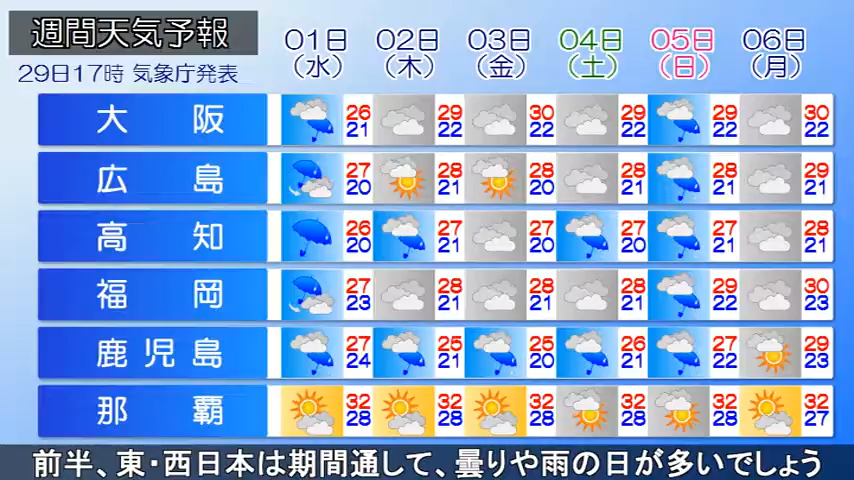 週間天気予報
29日17時 気象庁発表
01日 02日 03日 04日 05日 06日
(水) (木) (金) (土) (日) (月)
大阪 26 21 29 22 30 22 29 22 29 22 30 22
広島 27 20 28 21 28 20 28 21 28 21 29 21
高知 26 20 27 21 27 20 27 20 27 21 28 21
福岡 27 23 28 21 28 21 28 21 29 22 30 23
鹿児島 27 24 25 21 25 20 26 21 27 22 29 23
那覇 32 28 32 28 32 28 32 28 32 28 32 27
前半、東・西日本は期間通して、曇りや雨の日が多いでしょう